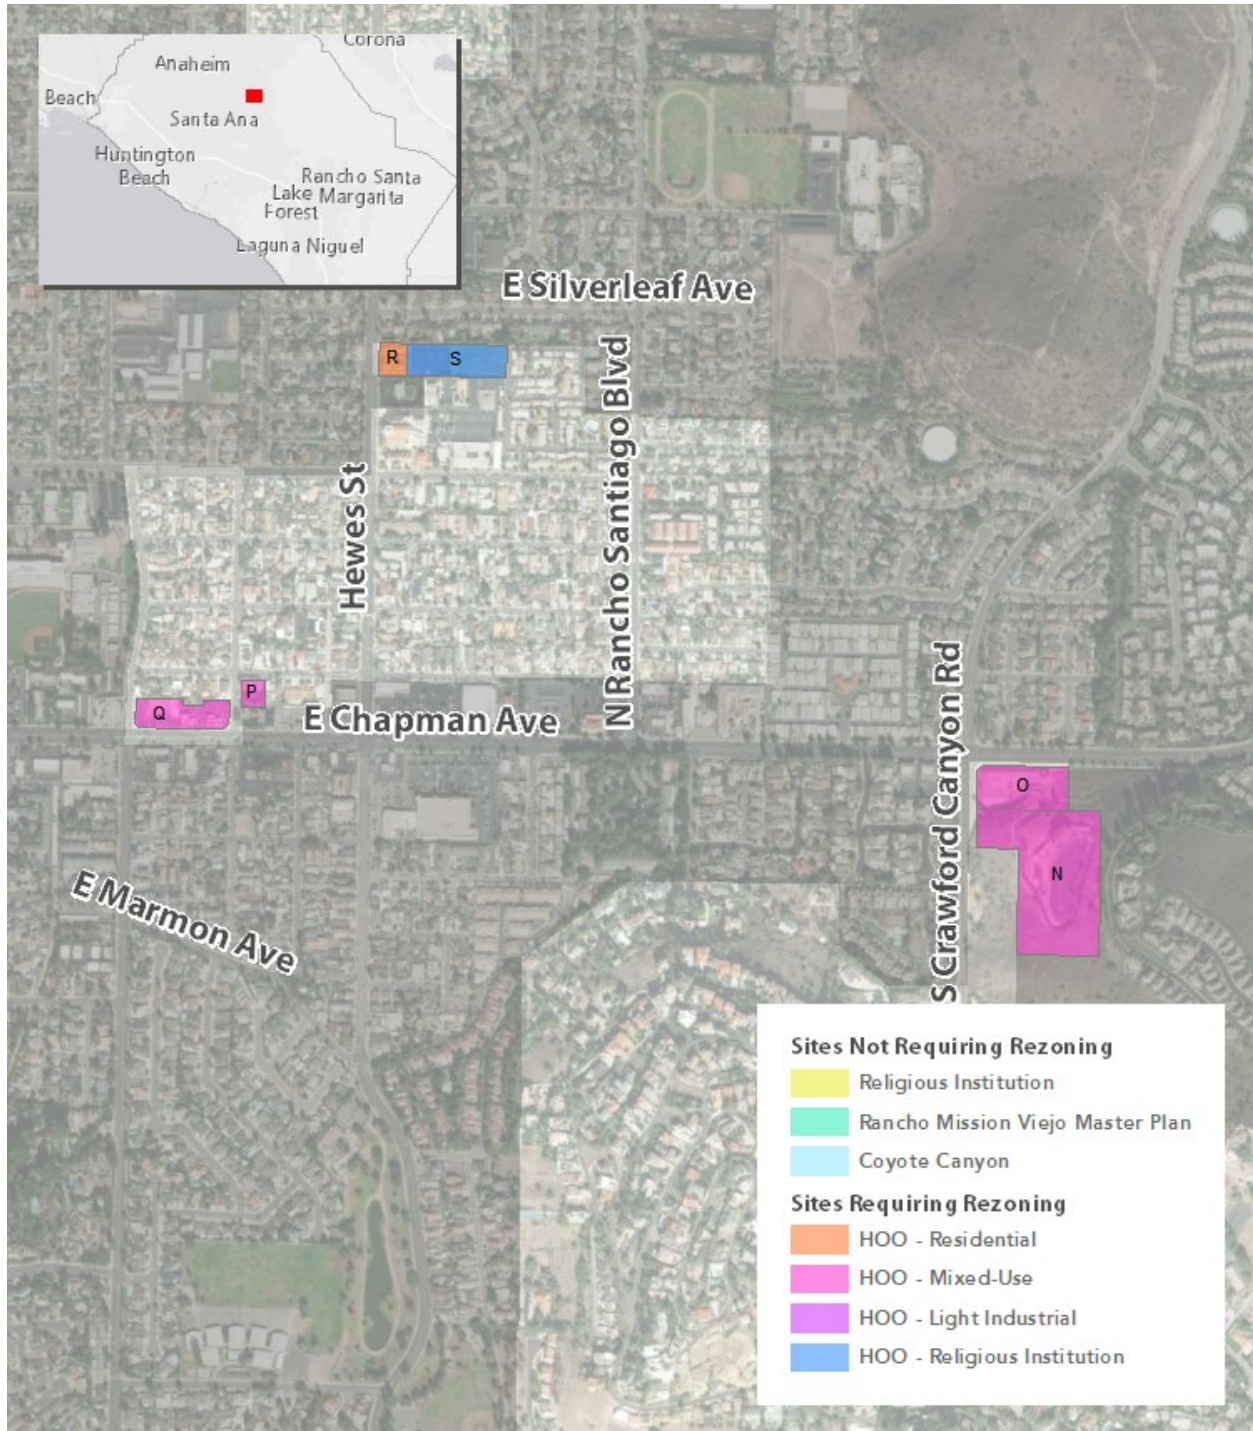 Corona
Anaheim
Beach
Santa Ana
Huntington
Beach
Rancho Santa
Lake Margarita
Forest
Laguna Niguel
E Silverleaf Ave
R
S
N Rancho Santiago Blvd
Hewes St
P
Q
E Chapman Ave
S Crawford Canyon Rd
O
N
E Marmon Ave
Sites Not Requiring Rezoning
Religious Institution
Rancho Mission Viejo Master Plan
Coyote Canyon
Sites Requiring Rezoning
HOO - Residential
HOO - Mixed-Use
HOO - Light Industrial
HOO - Religious Institution